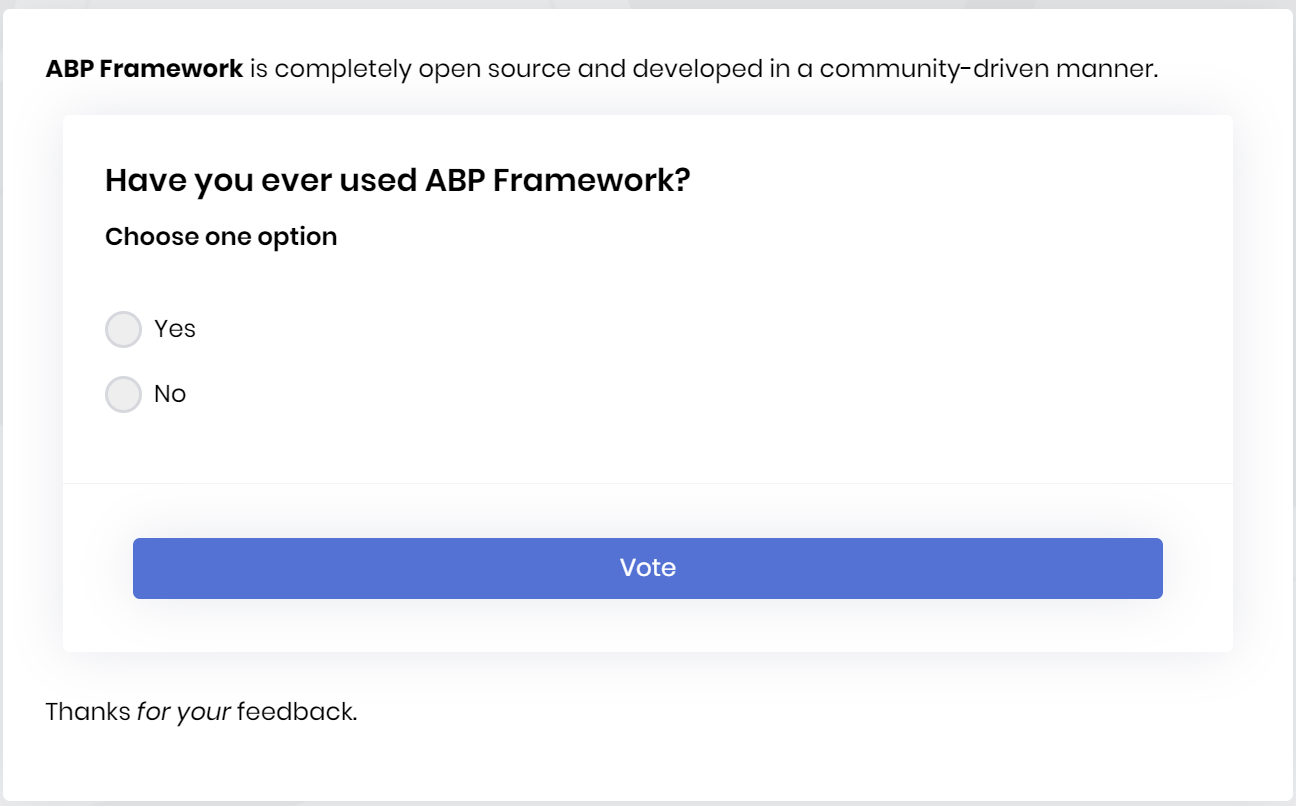 ABP Framework is completely open source and developed in a community-driven manner.
Have you ever used ABP Framework?
Choose one option
Yes
No
Vote
Thanks for your feedback.